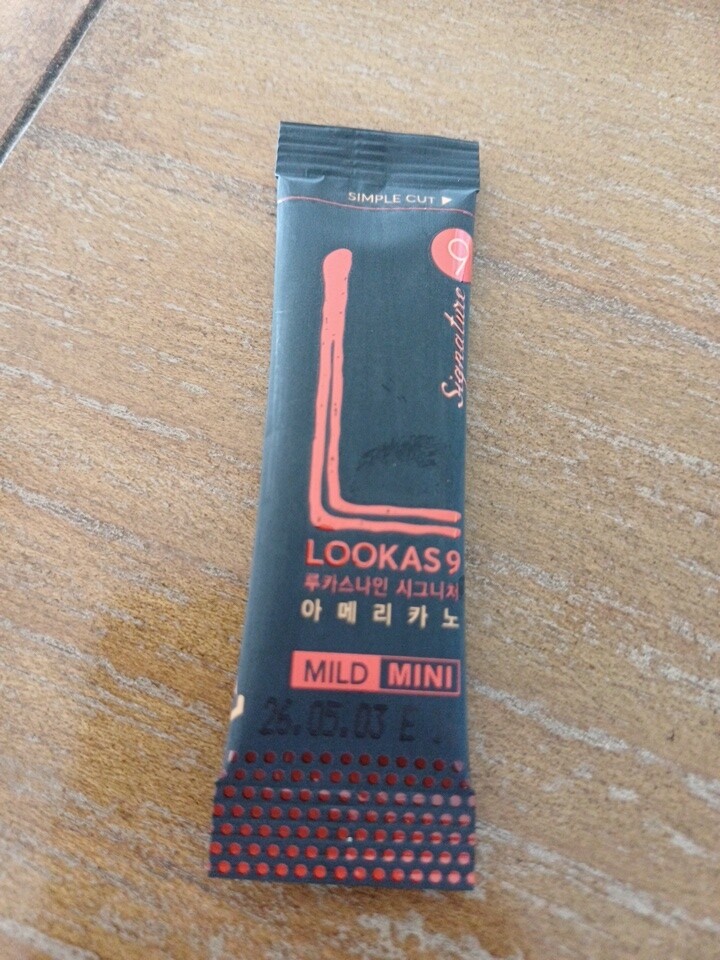 SIMPLE CUT ▶
9
Signature
LOOKAS 9
루카스나인 시그니처
아메리카노
MILD MINI
26.05.03 E